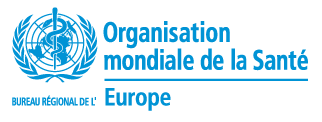 Organisation
mondiale de la Santé
BUREAU RÉGIONAL DE L' Europe